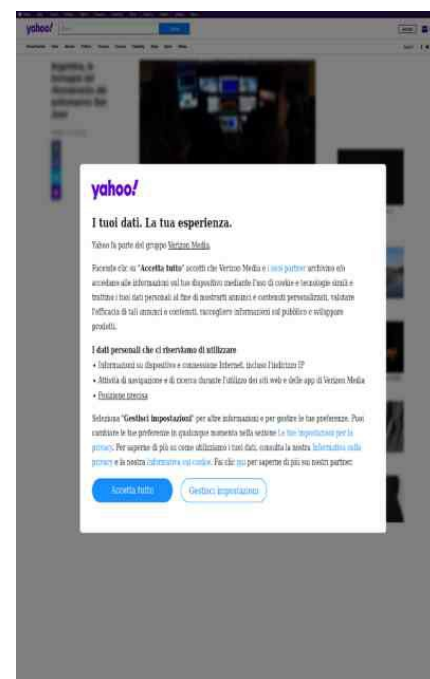 yahoo!
yahoo!
I tuoi dati. La tua esperienza.
Yahoo fa parte del gruppo Verizon Media.
Facendo clic su "Accetta tutto" accetti che Verizon Media e i suoi partner archivino e/o
accedano alle informazioni sul tuo dispositivo mediante l'uso di cookie e tecnologie simili e
trattino i tuoi dati personali al fine di mostrarti annunci e contenuti personalizzati, valutare
l'efficacia di tali annunci e contenuti, raccogliere informazioni sul pubblico e sviluppare
prodotti.
I dati personali che ci riserviamo di utilizzare
• Informazioni su dispositivo e connessione Internet, incluso l'indirizzo IP
• Attività di navigazione e di ricerca durante l'utilizzo dei siti web e delle app di Verizon Media
• Posizione precisa
Seleziona "Gestisci impostazioni" per altre informazioni e per gestire le tue preferenze. Puoi
cambiare le tue preferenze in qualunque momento nella sezione Le tue impostazioni per la
privacy. Per saperne di più su come utilizziamo i tuoi dati, consulta la nostra Informativa sulla
privacy e la nostra Informativa sui cookie. Fai clic qui per saperne di più sui nostri partner.
Accetta tutto
Gestisci impostazioni